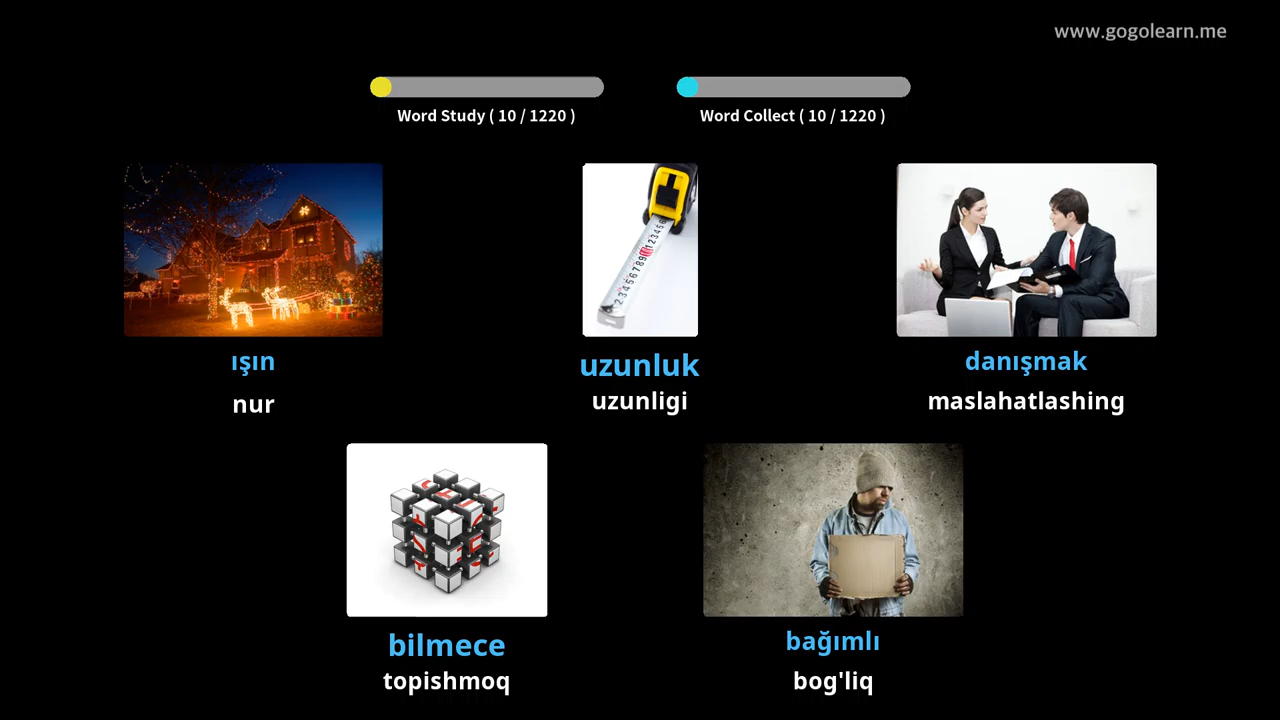 www.gogolearn.me
Word Study ( 10 / 1220 )
Word Collect ( 10 / 1220 )
ışın
nur
uzunluk
uzunligi
danışmak
maslahatlashing
bilmece
topishmoq
bağımlı
bog'liq